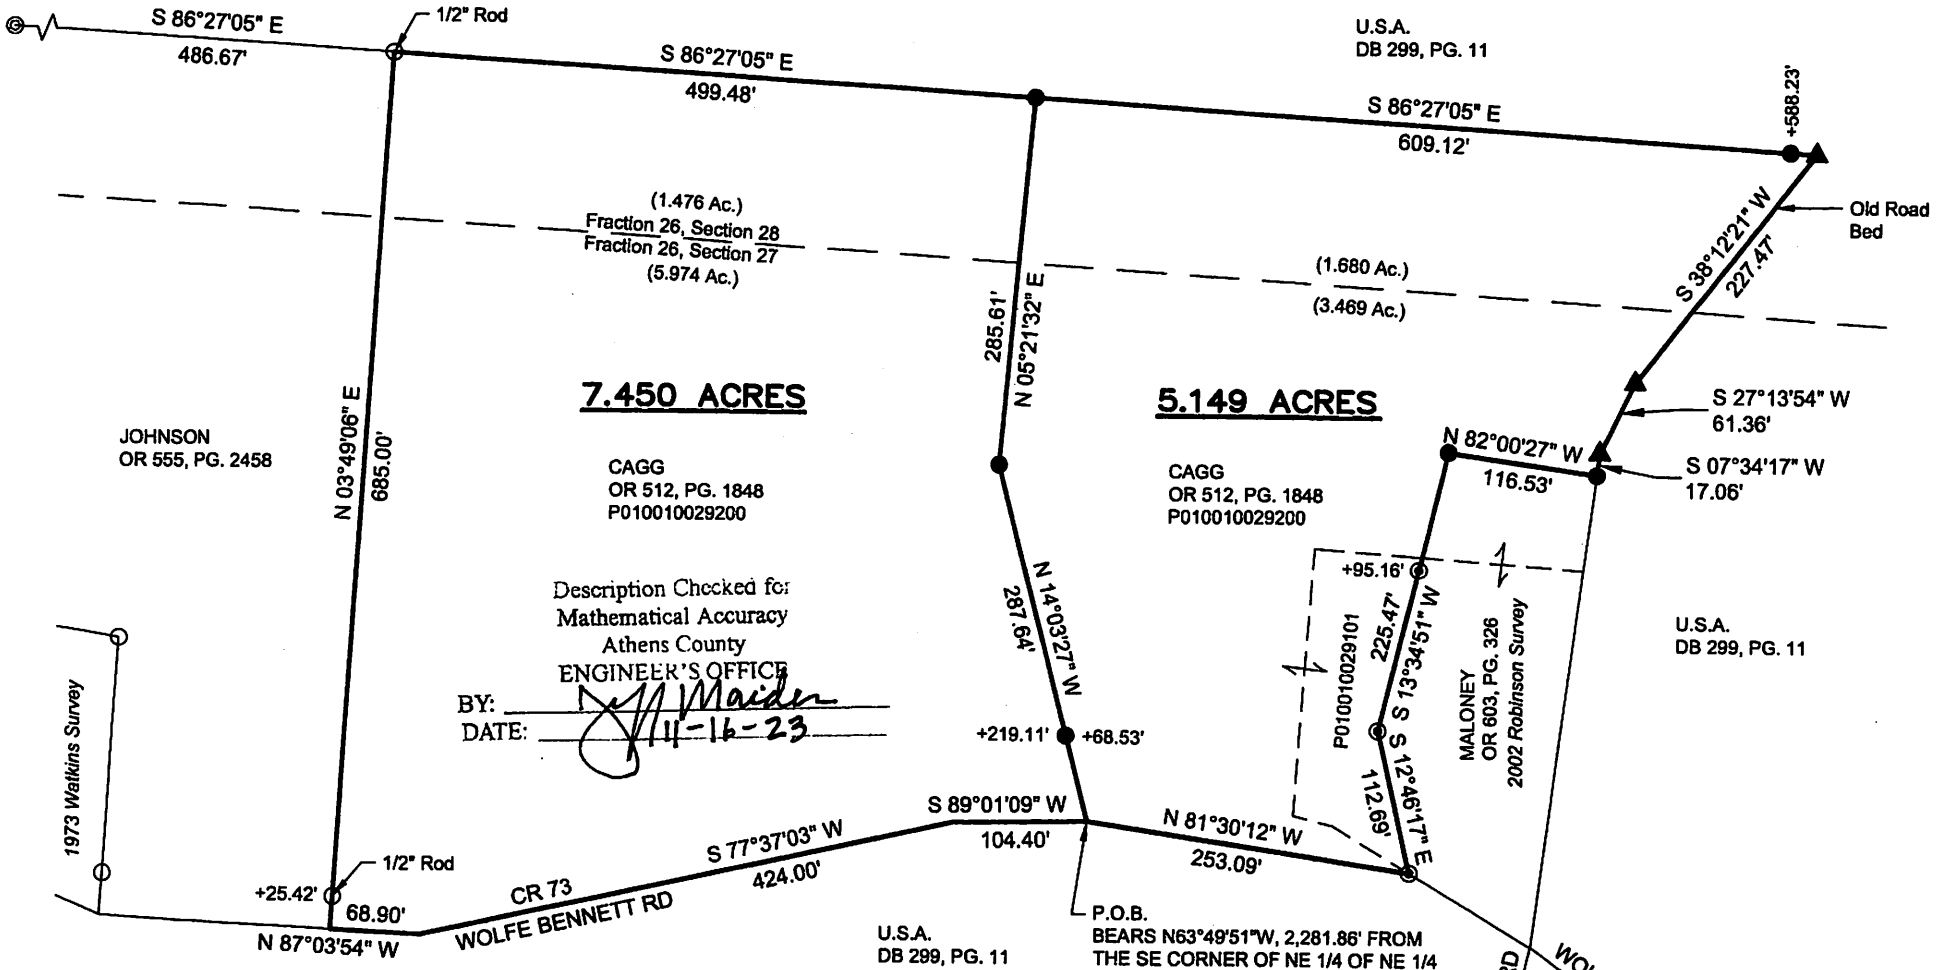 S 86°27'05" E
486.67'
1/2" Rod
S 86°27'05" E
499.48'
U.S.A.
DB 299, PG. 11
S 86°27'05" E
609.12'
+588.23'
Old Road
Bed
S 38°12'21" W
227.47'
(1.476 Ac.)
Fraction 26, Section 28
Fraction 26, Section 27
(5.974 Ac.)
(1.680 Ac.)
(3.469 Ac.)
285.61'
N 05°21'32" E
7.450 ACRES
5.149 ACRES
S 27°13'54" W
61.36'
N 82°00'27" W
116.53'
S 07°34'17" W
17.06'
JOHNSON
OR 555, PG. 2458
N 03°49'06" E
685.00'
CAGG
OR 512, PG. 1848
P010010029200
CAGG
OR 512, PG. 1848
P010010029200
Description Checked for
Mathematical Accuracy
Athens County
ENGINEER'S OFFICE
BY:
Maiden
DATE:
11-16-23
N 14°03'27" W
287.64'
+95.16'
225.47'
S 13°34'51" W
P010010029101
MALONEY
OR 603, PG. 326
2002 Robinson Survey
U.S.A.
DB 299, PG. 11
1973 Watkins Survey
+219.11'
+68.53'
S 12°46'17" E
112.69'
S 89°01'09" W
104.40'
N 81°30'12" W
253.09'
S 77°37'03" W
424.00'
1/2" Rod
+25.42'
68.90'
N 87°03'54" W
CR 73
WOLFE BENNETT RD
U.S.A.
DB 299, PG. 11
P.O.B.
BEARS N63°49'51"W, 2,281.86' FROM
THE SE CORNER OF NE 1/4 OF NE 1/4
RD